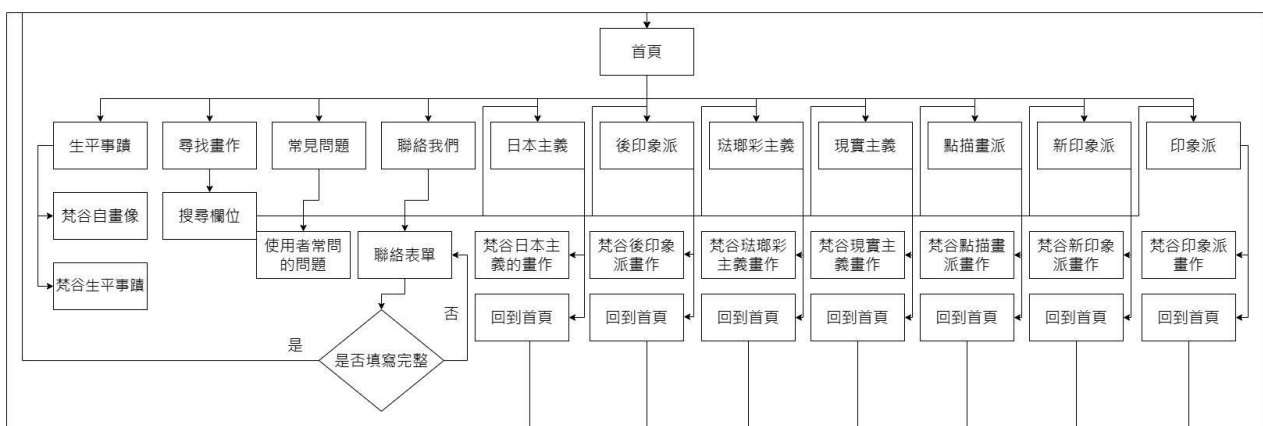 首頁
生平事蹟
尋找畫作
常見問題
聯絡我們
日本主義
後印象派
琺瑯彩主義
現實主義
點描畫派
新印象派
印象派
梵谷自畫像
搜尋欄位
使用者常問
的問題
聯絡表單
梵谷日本主
義的畫作
梵谷後印象
派畫作
梵谷琺瑯彩
主義畫作
梵谷現實主
義畫作
梵谷點描畫
派畫作
梵谷新印象
派畫作
梵谷印象派
畫作
梵谷生平事蹟
回到首頁
回到首頁
回到首頁
回到首頁
回到首頁
回到首頁
回到首頁
否
是
是否填寫完整